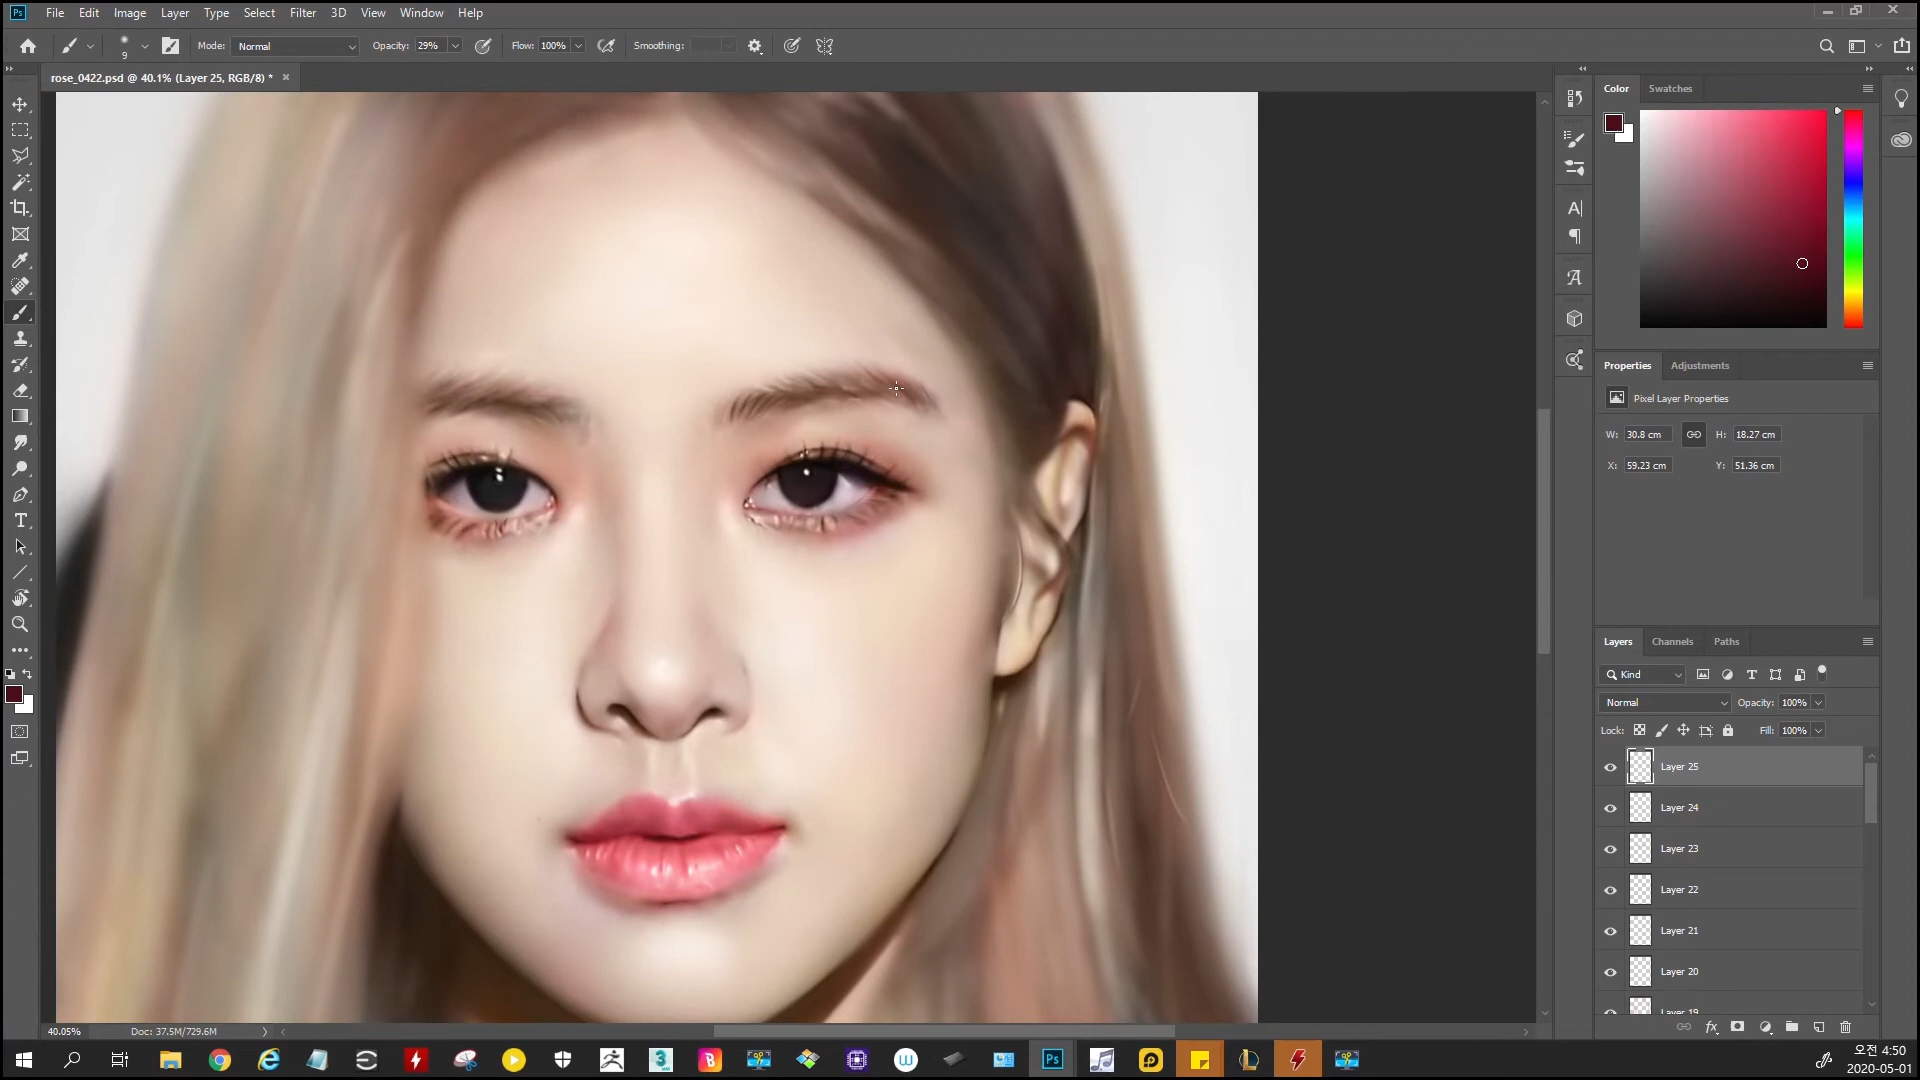 Ps File Edit Image Layer Type Select Filter 3D View Window Help
9 Mode: Normal Opacity: 29% Flow: 100% Smoothing:
rose_0422.psd @ 40.1% (Layer 25, RGB/8) * ×
Color Swatches
Properties Adjustments
Pixel Layer Properties
W: 30.8 cm H: 18.27 cm
X: 59.23 cm Y: 51.36 cm
Layers Channels Paths
Kind
Normal Opacity: 100%
Lock: Fill: 100%
Layer 25
Layer 24
Layer 23
Layer 22
Layer 21
Layer 20
Layer 19
40.05% Doc: 37.5M/729.6M
오전 4:50
2020-05-01